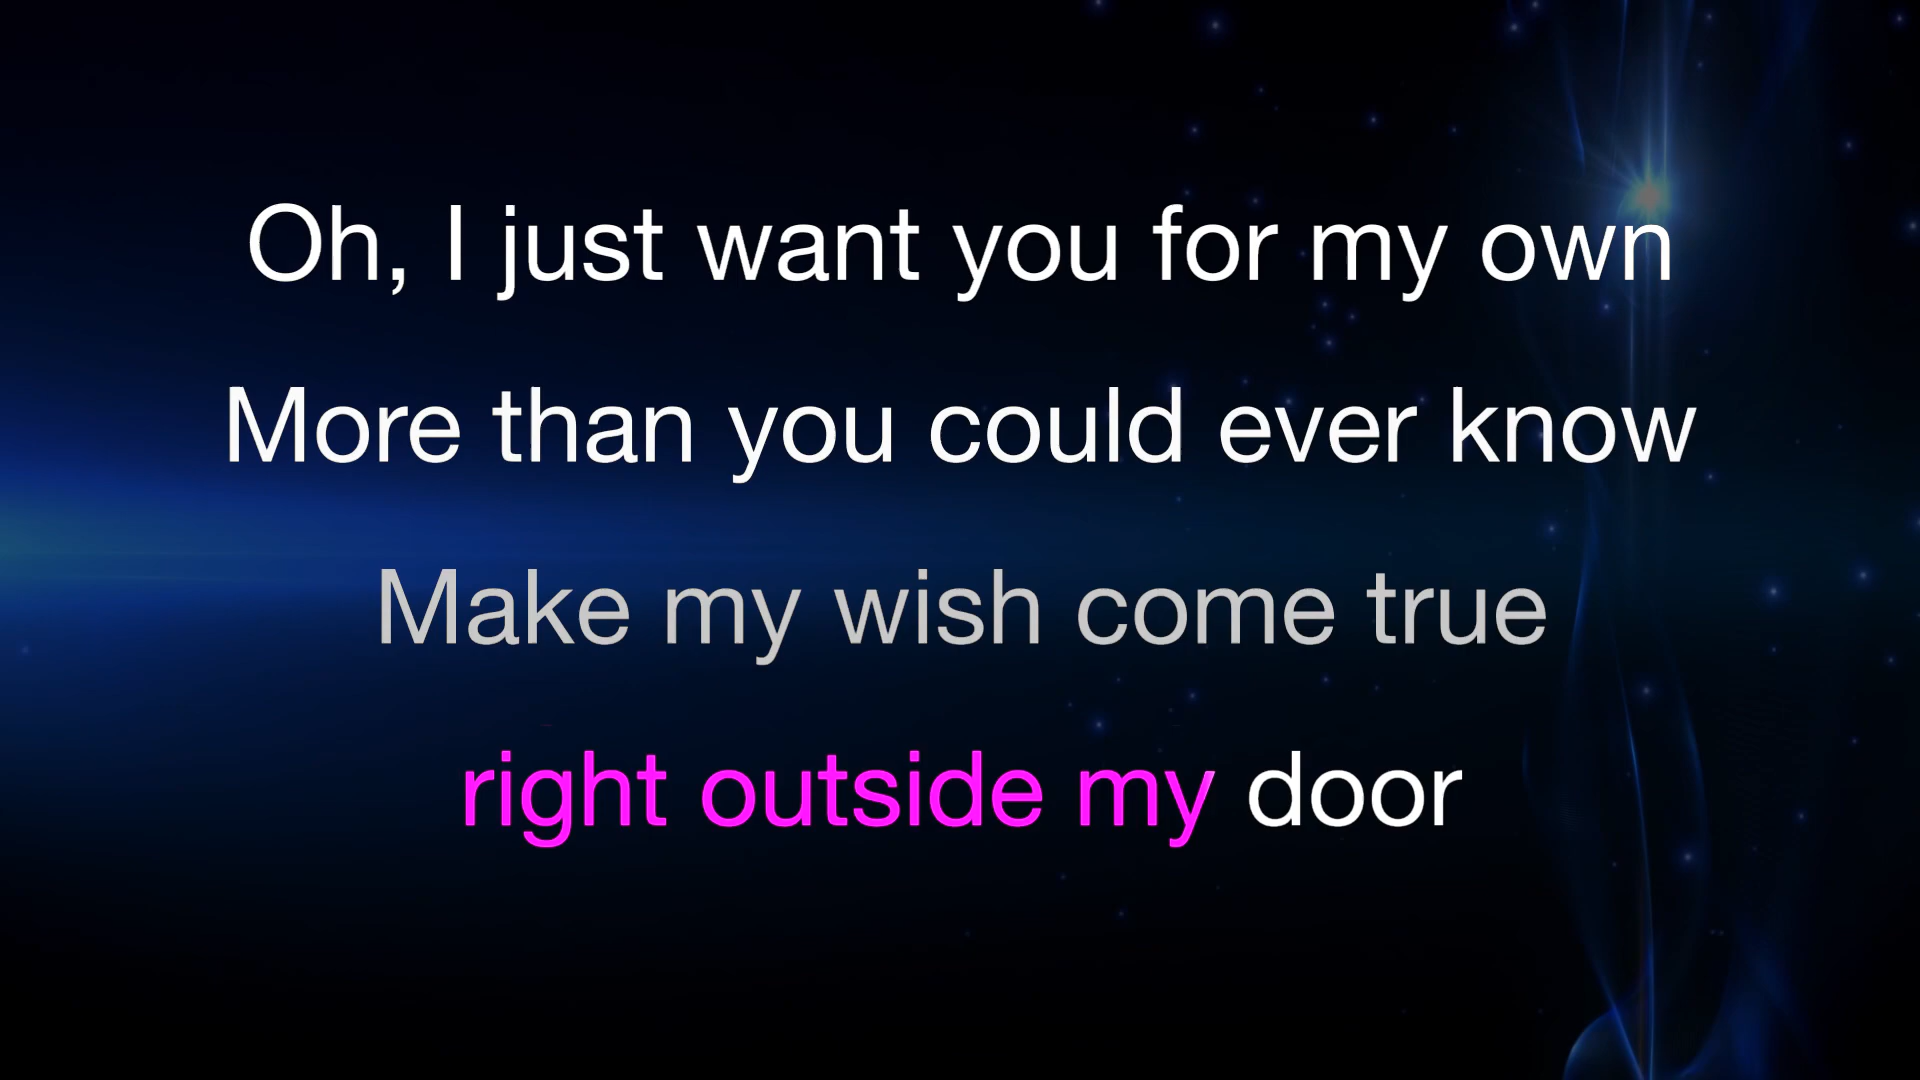 Oh, I just want you for my own
More than you could ever know
Make my wish come true
right outside my door